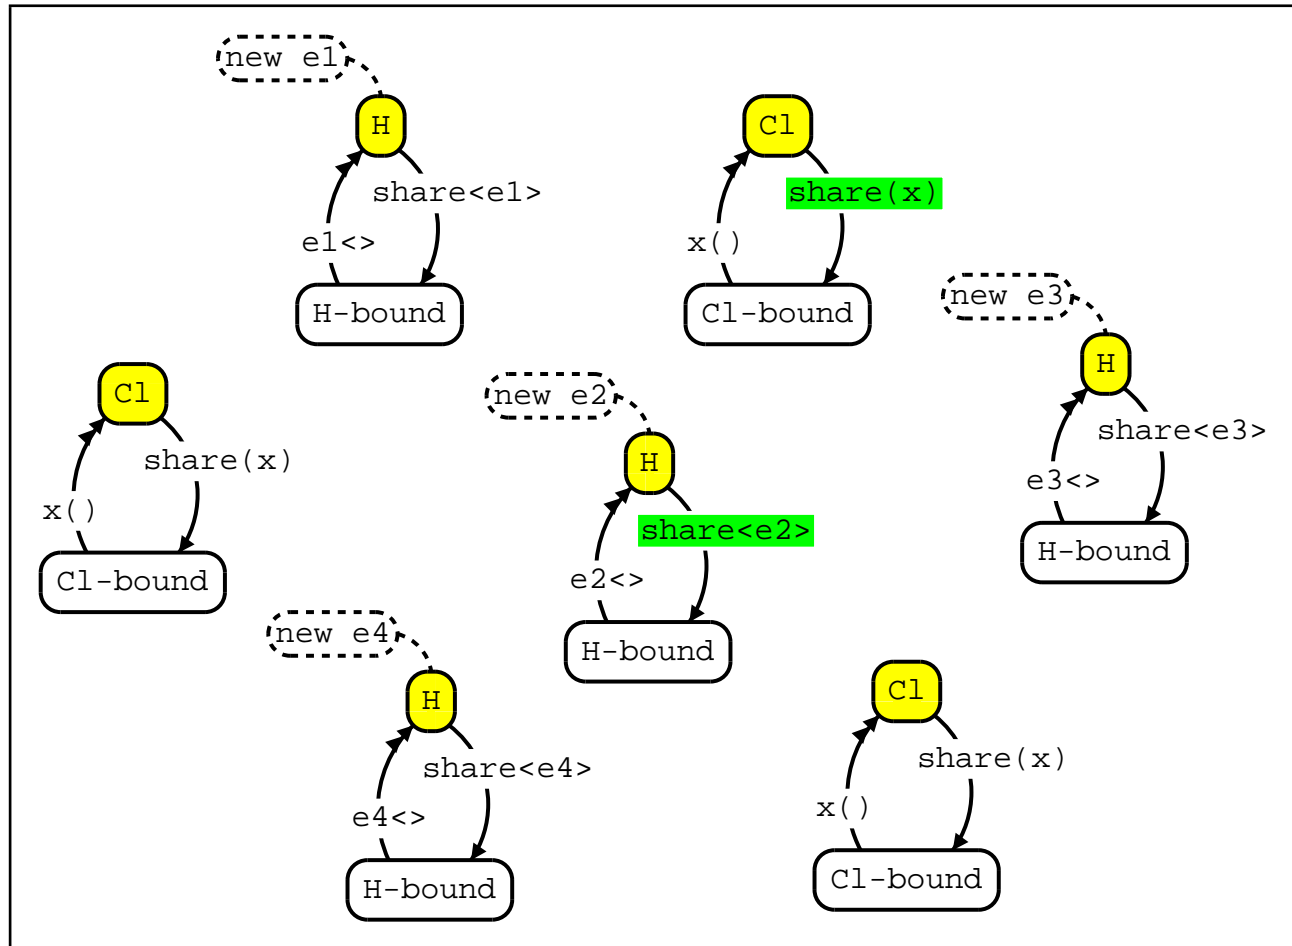 new e1
H
share<e1>
e1<>
H-bound
Cl
share(x)
x()
Cl-bound
new e3
H
share<e3>
e3<>
H-bound
Cl
share(x)
x()
Cl-bound
new e2
H
share<e2>
e2<>
H-bound
new e4
H
share<e4>
e4<>
H-bound
Cl
share(x)
x()
Cl-bound